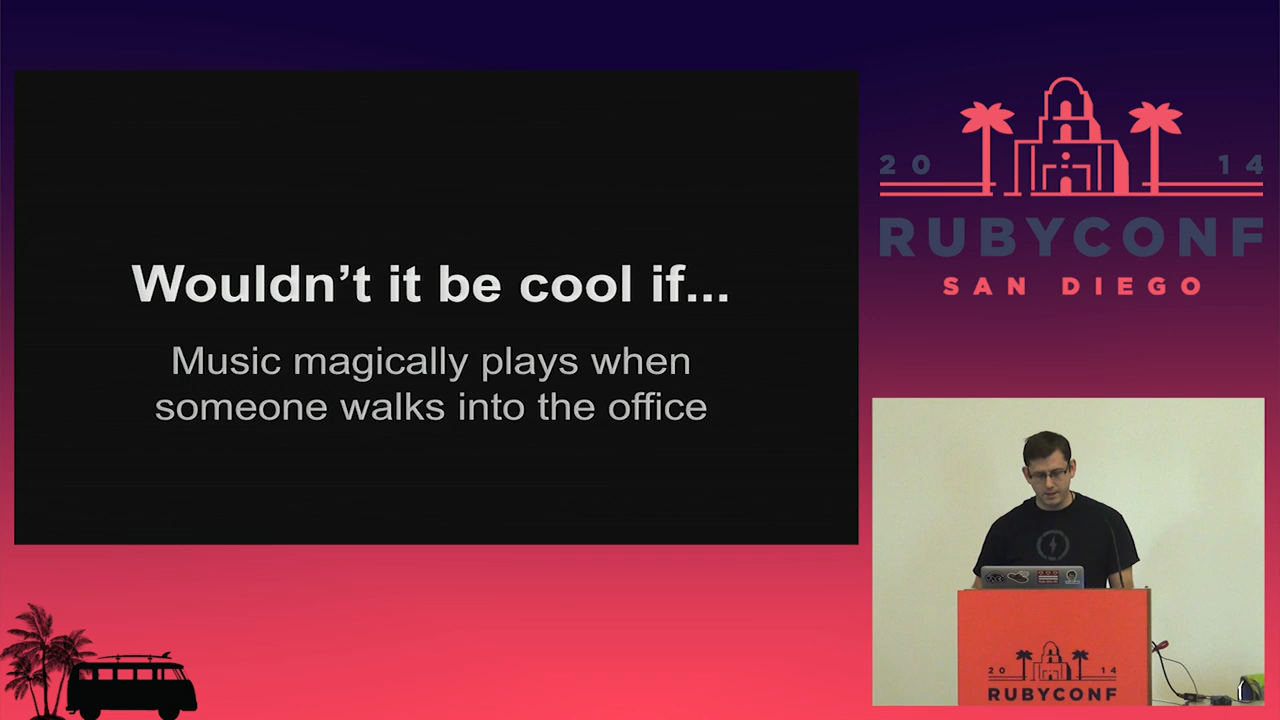 Wouldn’t it be cool if...
Music magically plays when
someone walks into the office
20 14
RUBYCONF
SAN DIEGO
20 14
RUBYCONF